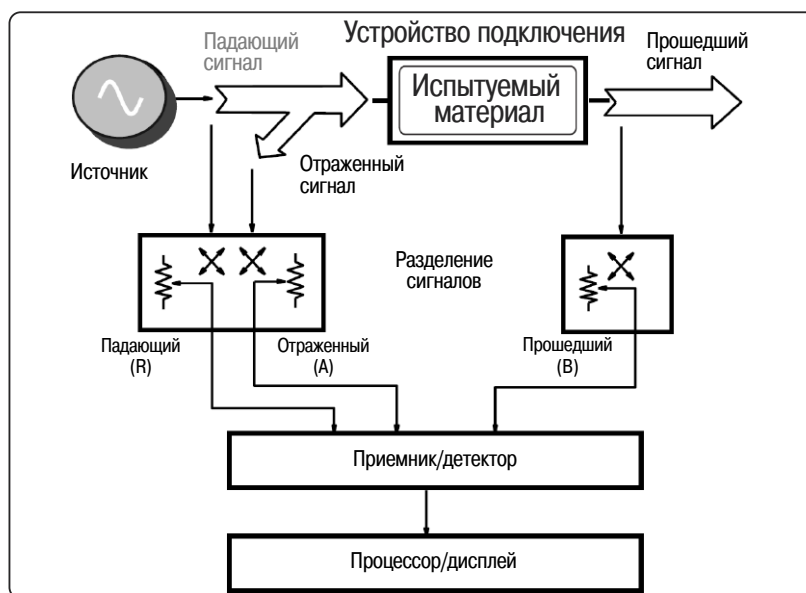 Падающий
сигнал
Устройство подключения
Прошедший
сигнал
Испытуемый
материал
Источник
Отраженный
сигнал
Разделение
сигналов
Падающий
(R)
Отраженный
(A)
Прошедший
(B)
Приемник/детектор
Процессор/дисплей